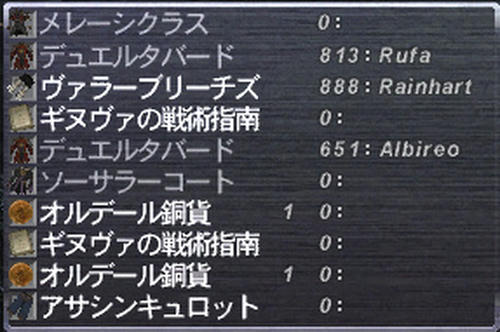 メレーシクラス 0:
デュエルタバード 813: Rufa
ヴァラーブリーチズ 888: Rainhart
ギヌヴァの戦術指南 0:
デュエルタバード 651: Albireo
ソーサラーコート 0:
オルデール銅貨 1 0:
ギヌヴァの戦術指南 0:
オルデール銅貨 1 0:
アサシンキュロット 0: